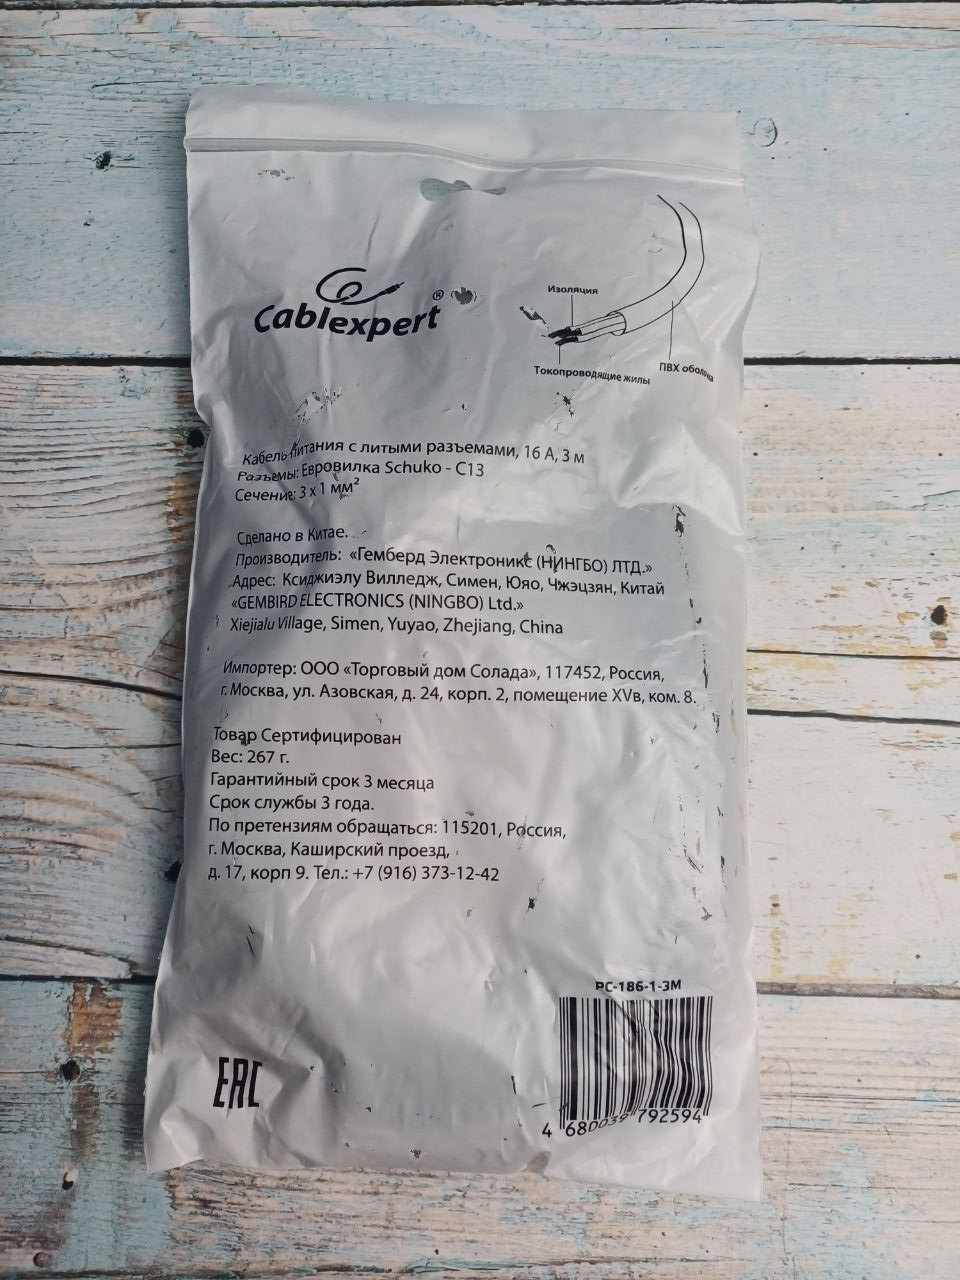 Cablexpert®
Изоляция
Токопроводящие жилы
ПВХ оболочка
Кабель питания с литыми разъемами, 16 А, 3 м
Разъемы: Евровилка Schuko - C13
Сечение: 3 x 1 мм²
Сделано в Китае.
Производитель: «Гемберд Электроникс (НИНГБО) ЛТД.»
Адрес: Ксиджиэлу Вилледж, Симен, Юяо, Чжэцзян, Китай
«GEMBIRD ELECTRONICS (NINGBO) Ltd.»
Xiejialu Village, Simen, Yuyao, Zhejiang, China
Импортер: ООО «Торговый дом Солада», 117452, Россия,
г. Москва, ул. Азовская, д. 24, корп. 2, помещение XVв, ком. 8.
Товар Сертифицирован
Вес: 267 г.
Гарантийный срок 3 месяца
Срок службы 3 года.
По претензиям обращаться: 115201, Россия,
г. Москва, Каширский проезд,
д. 17, корп 9. Тел.: +7 (916) 373-12-42
PC-186-1-3M
EAC
4 680039 792594